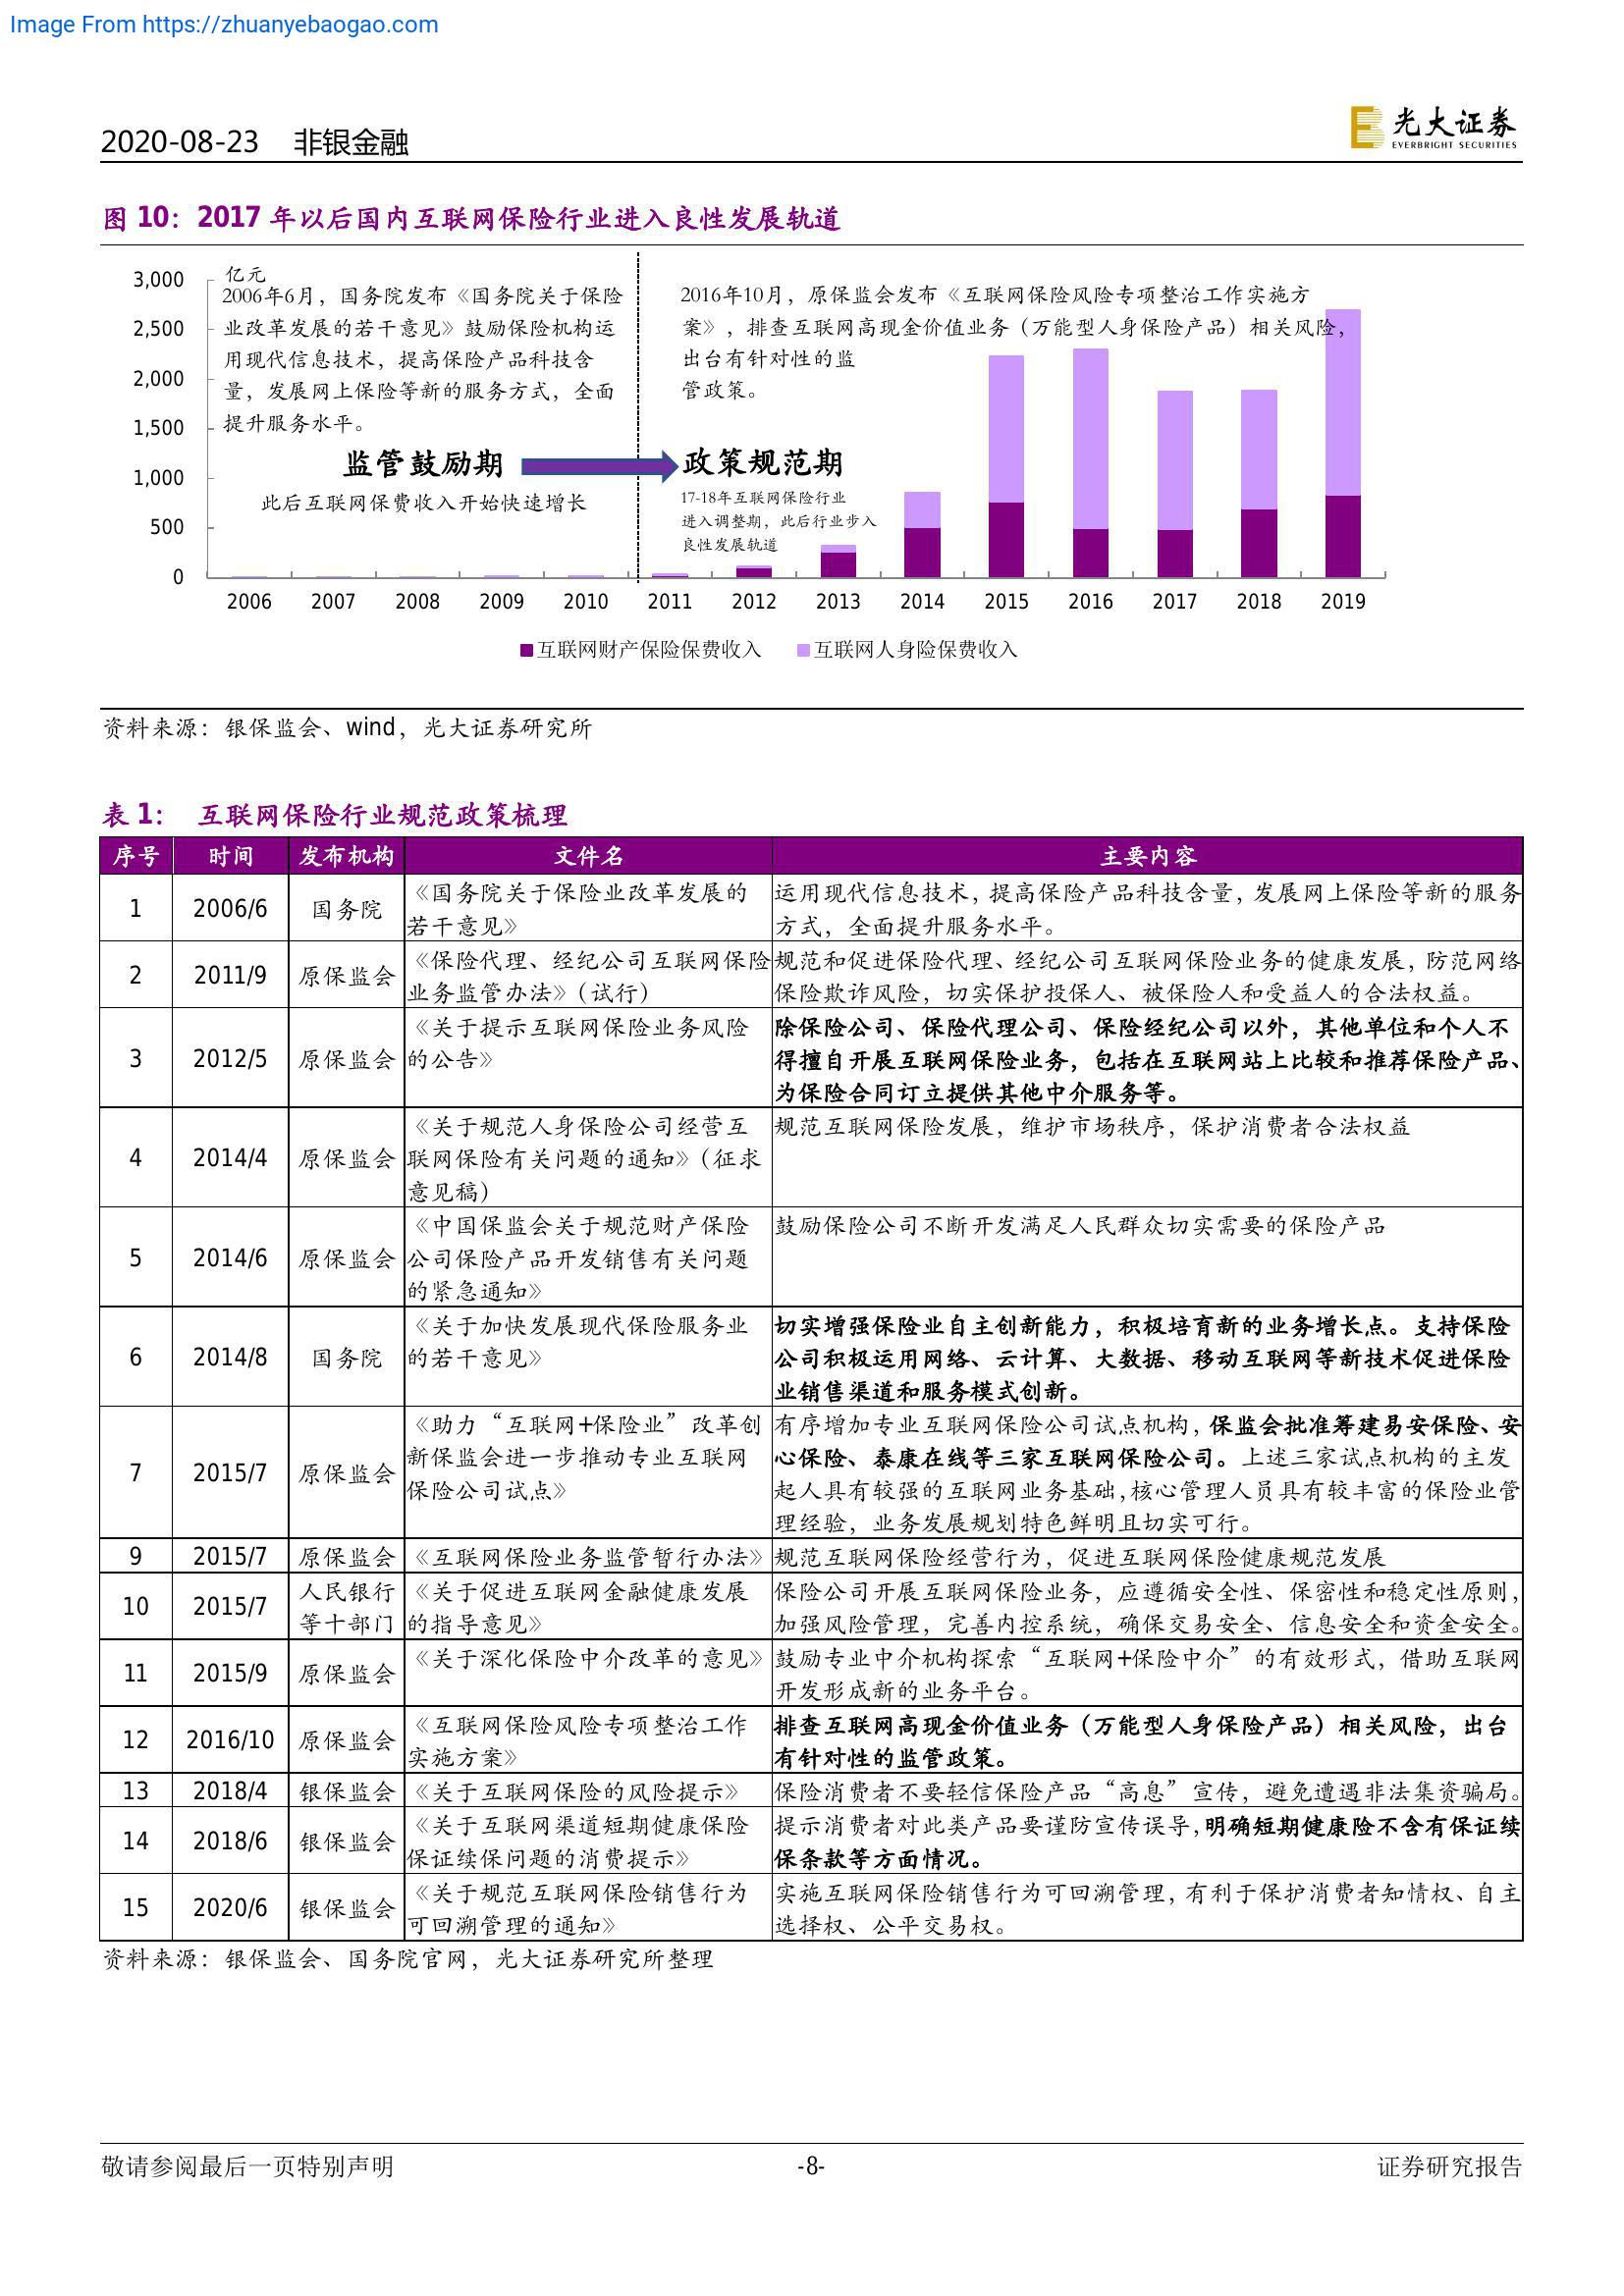 Image From https://zhuanyebaogao.com
2020-08-23 非银金融
光大证券
EVERBRIGHT SECURITIES
图 10：2017 年以后国内互联网保险行业进入良性发展轨道
亿元
3,000
2,500
2,000
1,500
1,000
500
0
2006年6月，国务院发布《国务院关于保险
业改革发展的若干意见》鼓励保险机构运
用现代信息技术，提高保险产品科技含
量，发展网上保险等新的服务方式，全面
提升服务水平。
监管鼓励期
此后互联网保费收入开始快速增长
2016年10月，原保监会发布《互联网保险风险专项整治工作实施方
案》，排查互联网高现金价值业务（万能型人身保险产品）相关风险，
出台有针对性的监
管政策。
政策规范期
17-18年互联网保险行业
进入调整期，此后行业步入
良性发展轨道
2006 2007 2008 2009 2010 2011 2012 2013 2014 2015 2016 2017 2018 2019
互联网财产保险保费收入 互联网人身险保费收入
资料来源：银保监会、wind，光大证券研究所
表 1： 互联网保险行业规范政策梳理
序号 时间 发布机构 文件名 主要内容
1 2006/6 国务院
《国务院关于保险业改革发展的
若干意见》
运用现代信息技术，提高保险产品科技含量，发展网上保险等新的服务
方式，全面提升服务水平。
2 2011/9 原保监会
《保险代理、经纪公司互联网保险
业务监管办法》（试行）
规范和促进保险代理、经纪公司互联网保险业务的健康发展，防范网络
保险欺诈风险，切实保护投保人、被保险人和受益人的合法权益。
3 2012/5 原保监会
《关于提示互联网保险业务风险
的公告》
除保险公司、保险代理公司、保险经纪公司以外，其他单位和个人不
得擅自开展互联网保险业务，包括在互联网站上比较和推荐保险产品、
为保险合同订立提供其他中介服务等。
4 2014/4 原保监会
《关于规范人身保险公司经营互
联网保险有关问题的通知》（征求
意见稿）
规范互联网保险发展，维护市场秩序，保护消费者合法权益
5 2014/6 原保监会
《中国保监会关于规范财产保险
公司保险产品开发销售有关问题
的紧急通知》
鼓励保险公司不断开发满足人民群众切实需要的保险产品
6 2014/8 国务院
《关于加快发展现代保险服务业
的若干意见》
切实增强保险业自主创新能力，积极培育新的业务增长点。支持保险
公司积极运用网络、云计算、大数据、移动互联网等新技术促进保险
业销售渠道和服务模式创新。
7 2015/7 原保监会
《助力“互联网+保险业”改革创
新保监会进一步推动专业互联网
保险公司试点》
有序增加专业互联网保险公司试点机构，保监会批准筹建易安保险、安
心保险、泰康在线等三家互联网保险公司。上述三家试点机构的主发
起人具有较强的互联网业务基础，核心管理人员具有较丰富的保险业管
理经验，业务发展规划特色鲜明且切实可行。
9 2015/7 原保监会 《互联网保险业务监管暂行办法》 规范互联网保险经营行为，促进互联网保险健康规范发展
10 2015/7
人民银行
等十部门
《关于促进互联网金融健康发展
的指导意见》
保险公司开展互联网保险业务，应遵循安全性、保密性和稳定性原则，
加强风险管理，完善内控系统，确保交易安全、信息安全和资金安全。
11 2015/9 原保监会
《关于深化保险中介改革的意见》
鼓励专业中介机构探索“互联网+保险中介”的有效形式，借助互联网
开发形成新的业务平台。
12 2016/10 原保监会
《互联网保险风险专项整治工作
实施方案》
排查互联网高现金价值业务（万能型人身保险产品）相关风险，出台
有针对性的监管政策。
13 2018/4 银保监会 《关于互联网保险的风险提示》 保险消费者不要轻信保险产品“高息”宣传，避免遭遇非法集资骗局。
14 2018/6 银保监会
《关于互联网渠道短期健康保险
保证续保问题的消费提示》
提示消费者对此类产品要谨防宣传误导，明确短期健康险不含有保证续
保条款等方面情况。
15 2020/6 银保监会
《关于规范互联网保险销售行为
可回溯管理的通知》
实施互联网保险销售行为可回溯管理，有利于保护消费者知情权、自主
选择权、公平交易权。
资料来源：银保监会、国务院官网，光大证券研究所整理
敬请参阅最后一页特别声明 -8- 证券研究报告